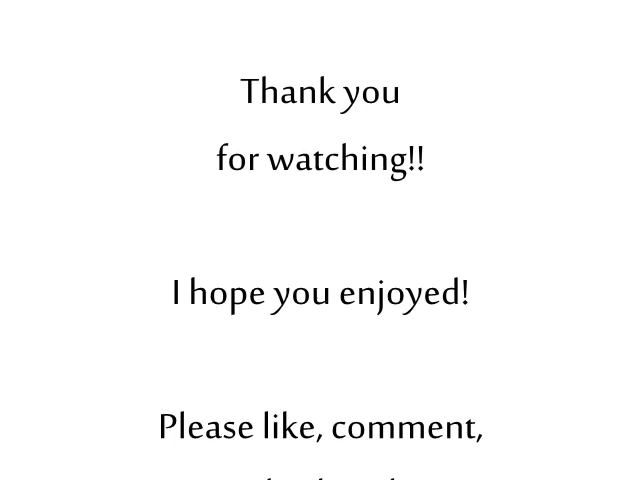 Thank you
for watching!!
I hope you enjoyed!
Please like, comment,